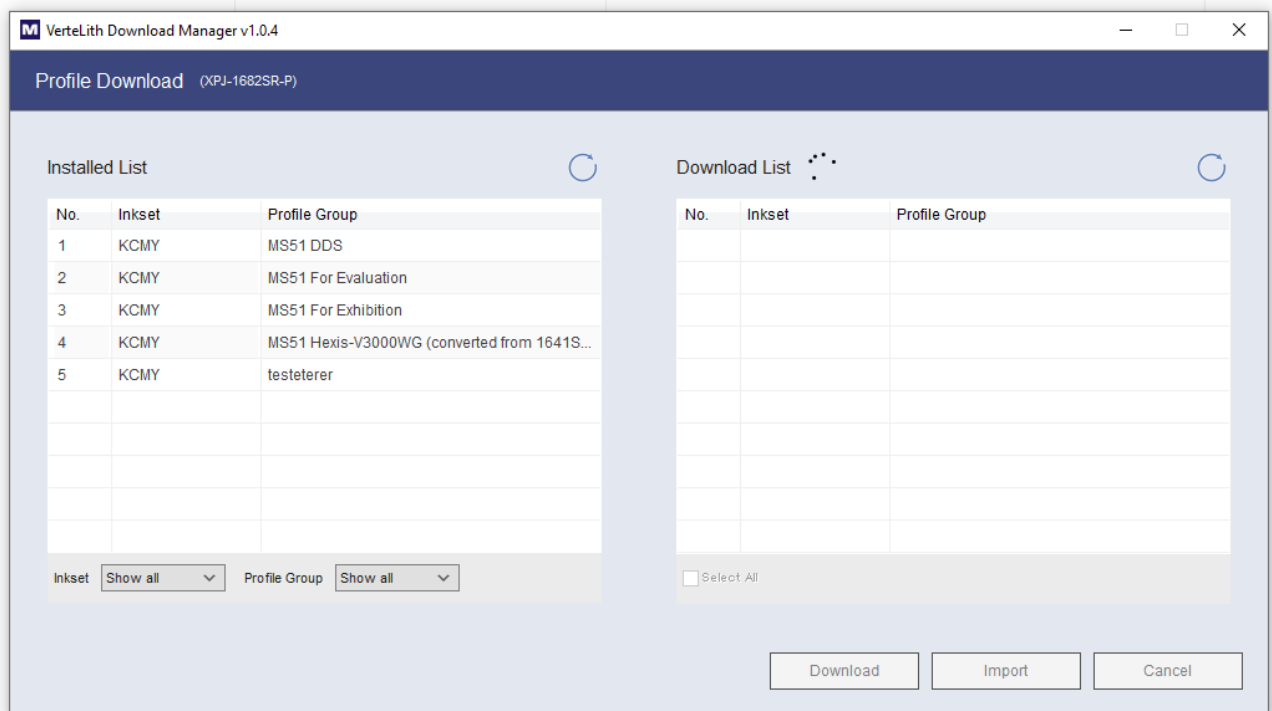 M VerteLith Download Manager v1.0.4
Profile Download (XPJ-1682SR-P)
Installed List
No. Inkset Profile Group
1 KCMY MS51 DDS
2 KCMY MS51 For Evaluation
3 KCMY MS51 For Exhibition
4 KCMY MS51 Hexis-V3000WG (converted from 1641S...
5 KCMY testeterer
Inkset Show all Profile Group Show all
Download List
No. Inkset Profile Group
Select All
Download Import Cancel